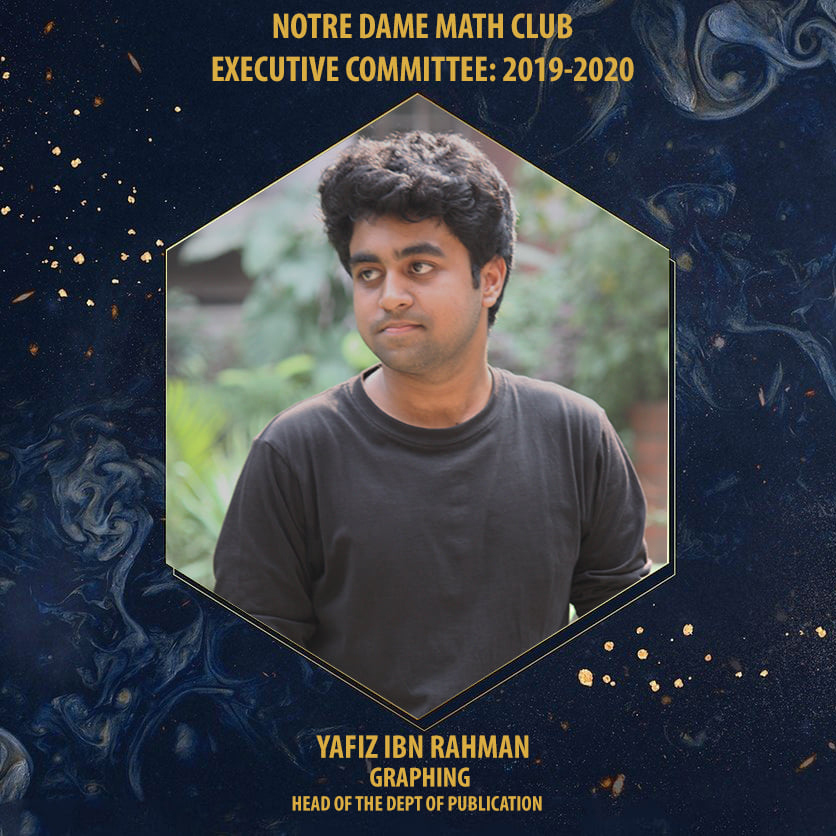 NOTRE DAME MATH CLUB
EXECUTIVE COMMITTEE: 2019-2020
YAFIZ IBN RAHMAN
GRAPHING
HEAD OF THE DEPT OF PUBLICATION